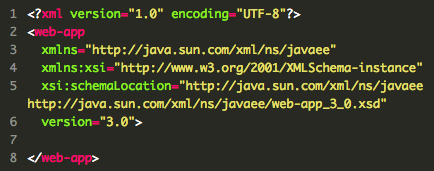 1 <?xml version="1.0" encoding="UTF-8"?>
2 <web-app
3 xmlns="http://java.sun.com/xml/ns/javaee"
4 xmlns:xsi="http://www.w3.org/2001/XMLSchema-instance"
5 xsi:schemaLocation="http://java.sun.com/xml/ns/javaee
http://java.sun.com/xml/ns/javaee/web-app_3_0.xsd"
6 version="3.0">
7
8 </web-app>